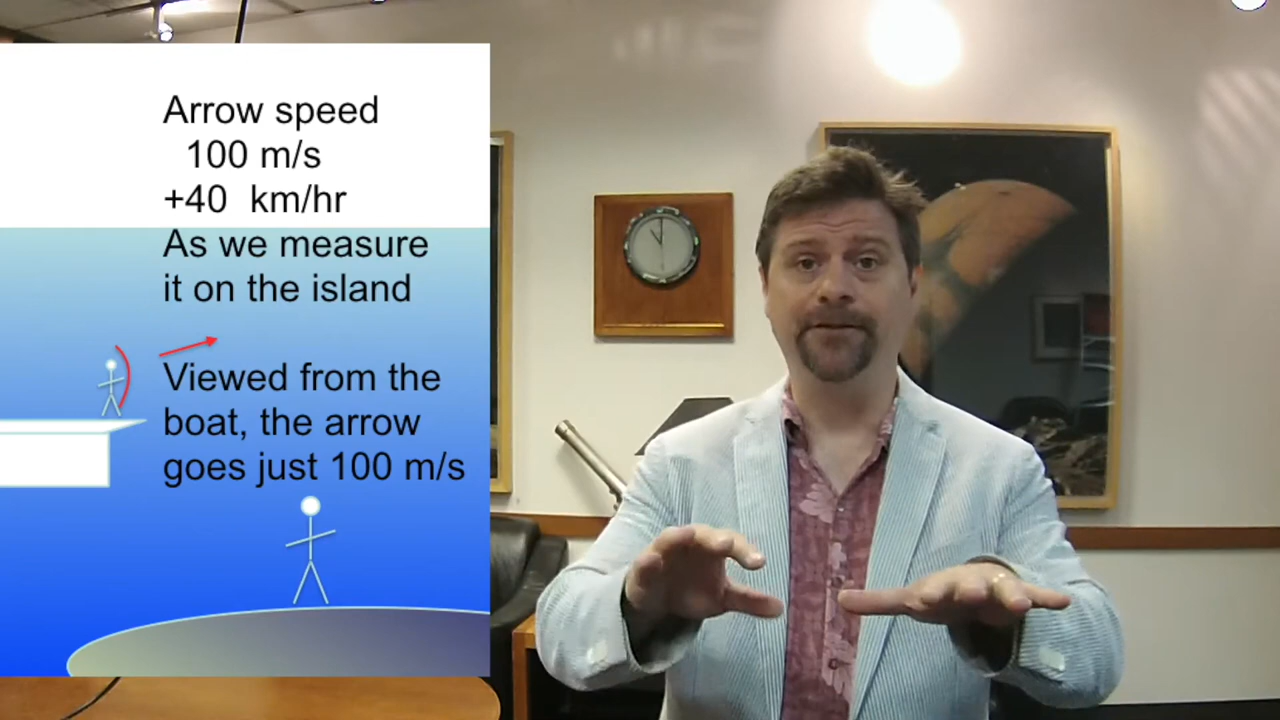 Arrow speed
100 m/s
+40 km/hr
As we measure
it on the island
Viewed from the
boat, the arrow
goes just 100 m/s